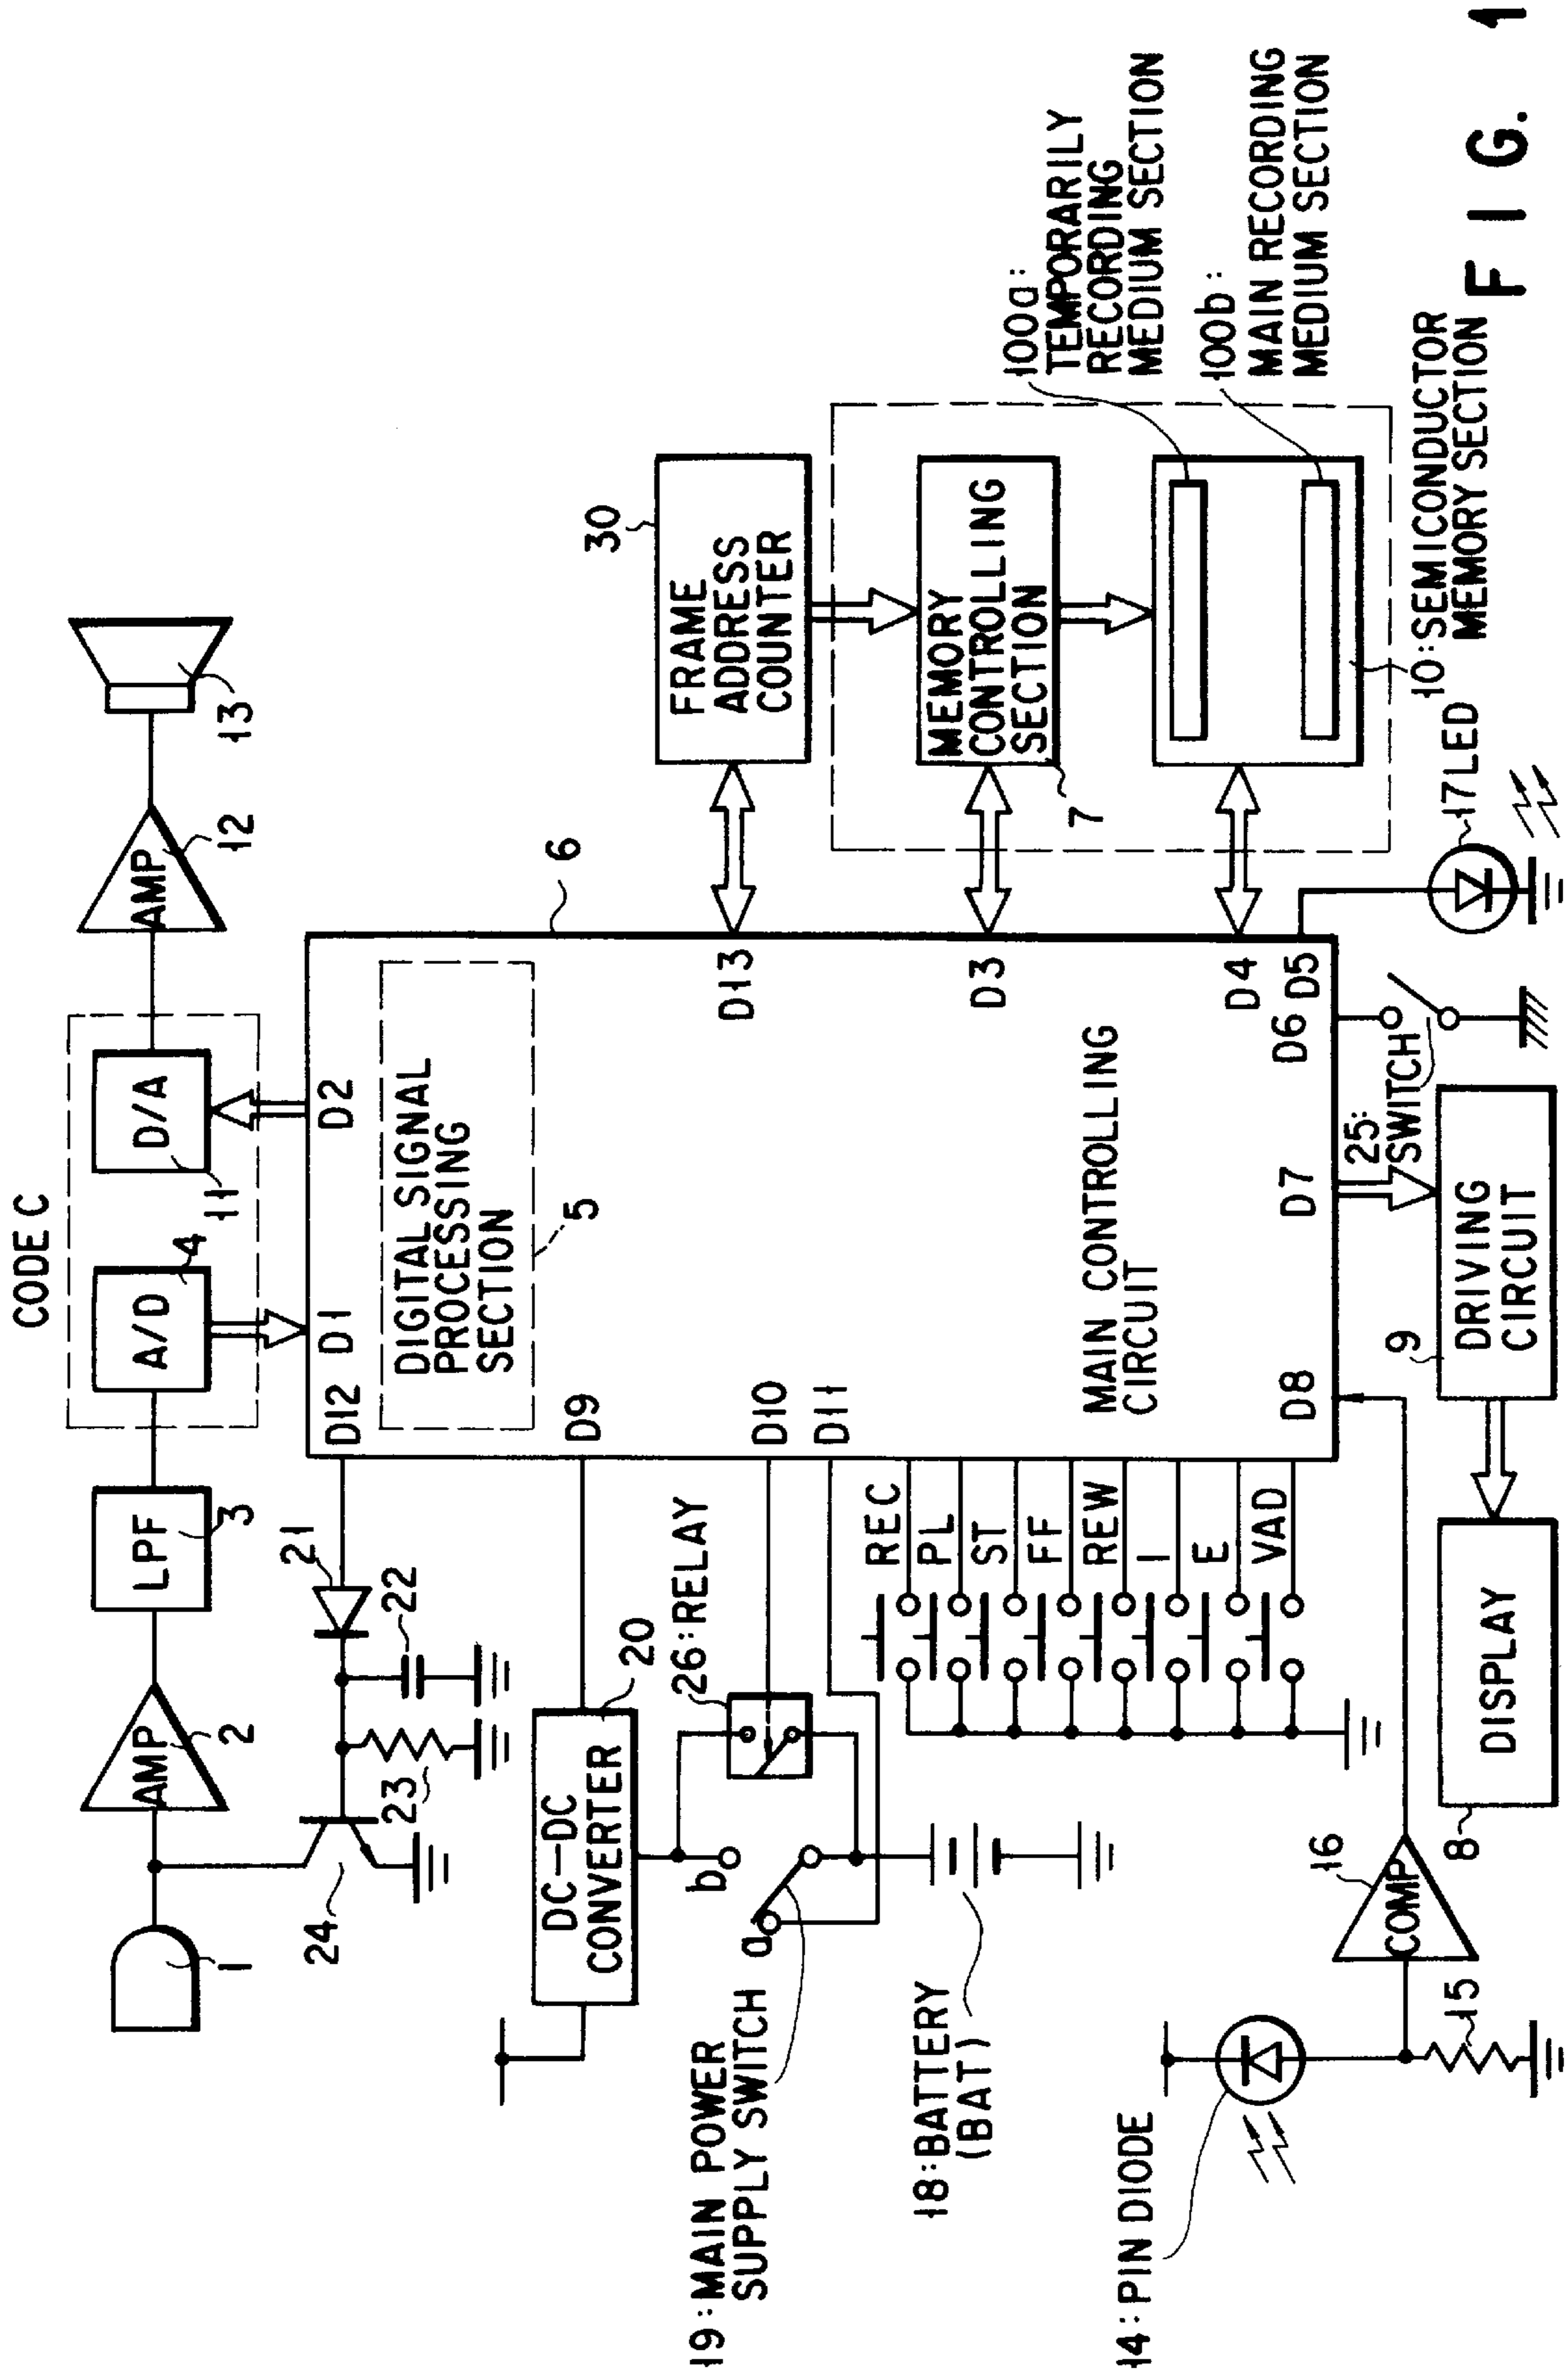 CODE C
1
AMP
2
LPF
3
A/D
4
D/A
11
AMP
12
13
24
23
22
21
D12
D1
D2
6
DIGITAL SIGNAL
PROCESSING
SECTION
5
DC-DC
CONVERTER
20
D9
D13
FRAME
ADDRESS
COUNTER
30
19:MAIN POWER
SUPPLY SWITCH
a
b
26:RELAY
D10
D11
18:BATTERY
(BAT)
REC
PL
ST
FF
REW
I
E
VAD
MAIN CONTROLLING
CIRCUIT
D3
MEMORY
CONTROLLING
SECTION
7
100a:
TEMPORARILY
RECORDING
MEDIUM SECTION
100b:
MAIN RECORDING
MEDIUM SECTION
D4
D5
D6
D7
D8
10:SEMICONDUCTOR
MEMORY SECTION
14:PIN DIODE
15
COMP
16
25:
SWITCH
17LED
8
DISPLAY
9
DRIVING
CIRCUIT
FIG. 1